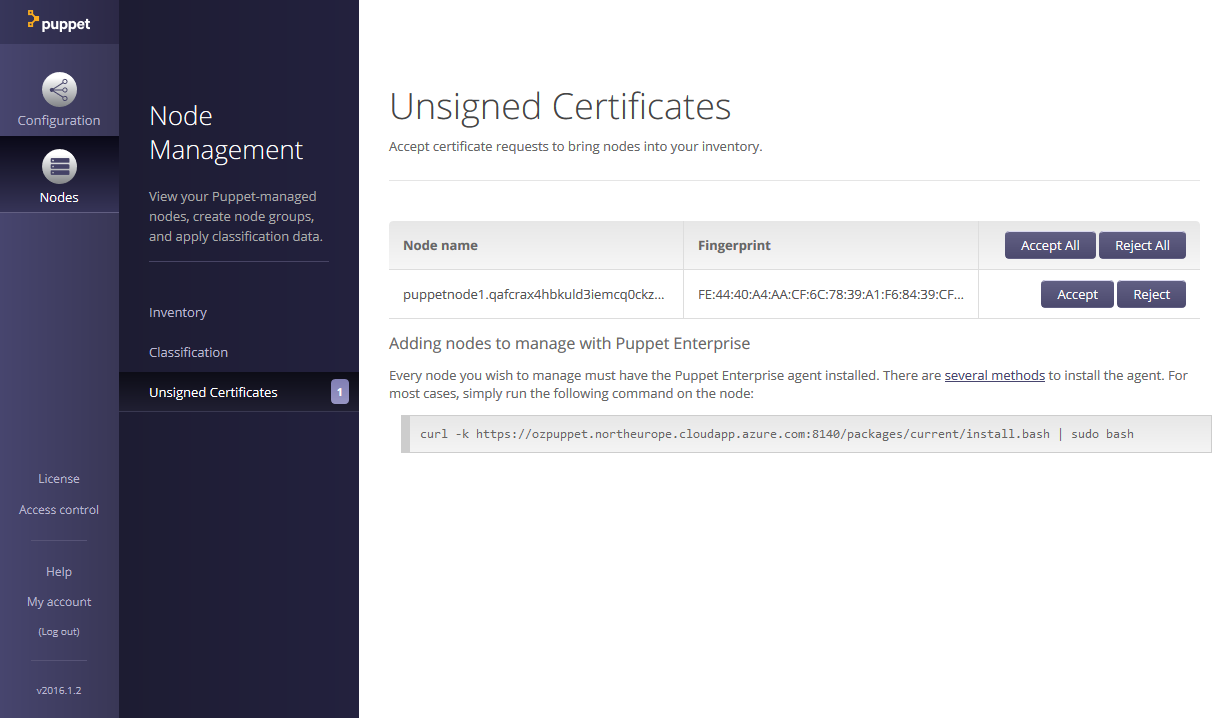 puppet
Configuration
Nodes
License
Access control
Help
My account
(Log out)
v2016.1.2
Node
Management
View your Puppet-managed
nodes, create node groups,
and apply classification data.
Inventory
Classification
Unsigned Certificates 1
Unsigned Certificates
Accept certificate requests to bring nodes into your inventory.
Node name Fingerprint Accept All Reject All
puppetnode1.qafcrax4hbkuld3iemcq0ckz... FE:44:40:A4:AA:CF:6C:78:39:A1:F6:84:39:CF... Accept Reject
Adding nodes to manage with Puppet Enterprise
Every node you wish to manage must have the Puppet Enterprise agent installed. There are several methods to install the agent. For
most cases, simply run the following command on the node:
curl -k https://ozpuppet.northeurope.cloudapp.azure.com:8140/packages/current/install.bash | sudo bash